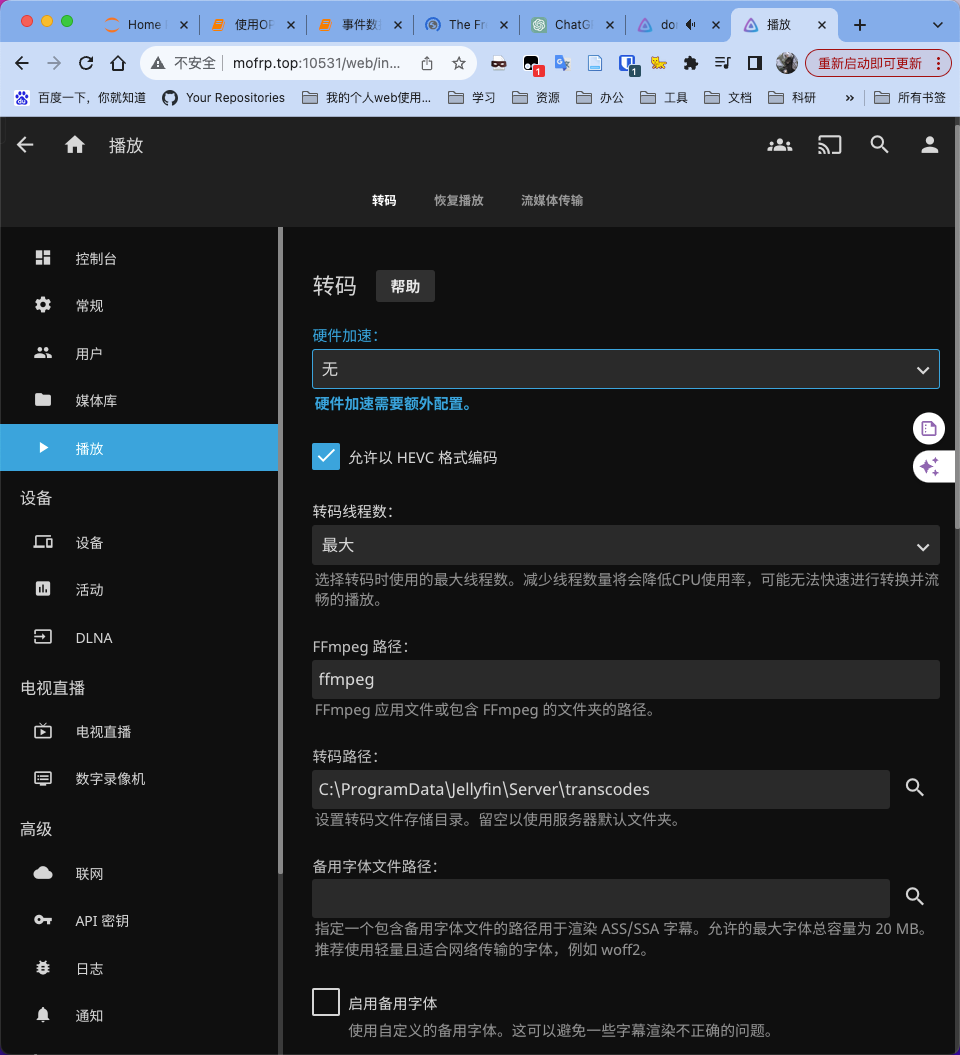 Home
使用OF
事件数据
The Fr
ChatG
do
播放
不安全
mofrp.top:10531/web/in...
1
1
重新启动即可更新
百度一下，你就知道
Your Repositories
我的个人web使用...
学习
资源
办公
工具
文档
科研
»
所有书签
播放
转码
恢复播放
流媒体传输
控制台
常规
用户
媒体库
播放
设备
设备
活动
DLNA
电视直播
电视直播
数字录像机
高级
联网
API 密钥
日志
通知
转码
帮助
硬件加速：
无
硬件加速需要额外配置。
允许以 HEVC 格式编码
转码线程数：
最大
选择转码时使用的最大线程数。减少线程数量将会降低CPU使用率，可能无法快速进行转换并流
畅的播放。
FFmpeg 路径：
ffmpeg
FFmpeg 应用文件或包含 FFmpeg 的文件夹的路径。
转码路径：
C:\ProgramData\Jellyfin\Server\transcodes
设置转码文件存储目录。留空以使用服务器默认文件夹。
备用字体文件路径：
指定一个包含备用字体文件的路径用于渲染 ASS/SSA 字幕。允许的最大字体总容量为 20 MB。
推荐使用轻量且适合网络传输的字体，例如 woff2。
启用备用字体
使用自定义的备用字体。这可以避免一些字幕渲染不正确的问题。